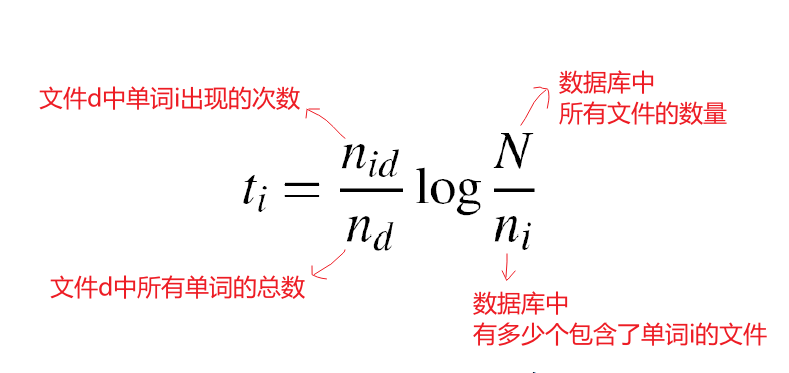 数据库中
所有文件的数量
文件d中单词i出现的次数
t_i = \frac{n_{id}}{n_d} \log \frac{N}{n_i}
文件d中所有单词的总数
数据库中
有多少个包含了单词i的文件